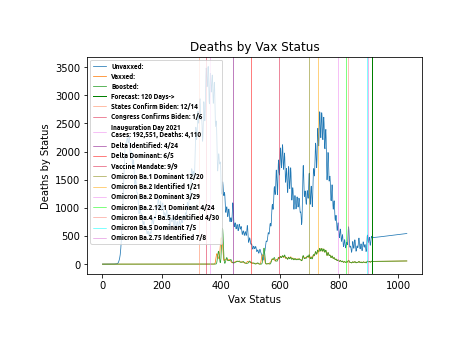 Deaths by Vax Status
Deaths by Vax Status
3500
3000
2500
2000
1500
1000
500
0
Unvaxxed:
Vaxxed:
Boosted:
Forecast: 120 Days->
States Confirm Biden: 12/14
Congress Confirms Biden: 1/6
Inauguration Day 2021
Cases: 192,551, Deaths: 4,110
Delta Identified: 4/24
Delta Dominant: 6/5
Vaccine Mandate: 9/9
Omicron Ba.1 Dominant 12/20
Omicron Ba.2 Identified 1/21
Omicron Ba.2 Dominant 3/29
Omicron Ba.2.12.1 Dominant 4/24
Omicron Ba.4 - Ba.5 Identified 4/30
Omicron Ba.5 Dominant 7/5
Omicron Ba.2.75 Identified 7/8
0 200 400 600 800 1000
Vax Status